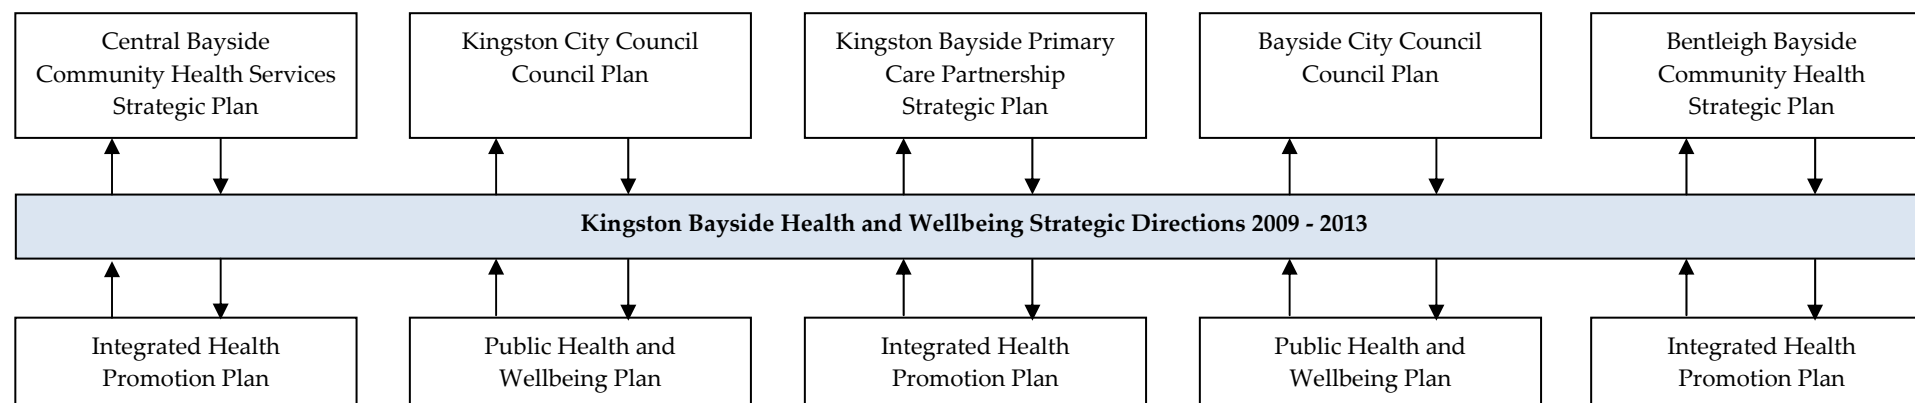 Central Bayside
Community Health Services
Strategic Plan
Kingston City Council
Council Plan
Kingston Bayside Primary
Care Partnership
Strategic Plan
Bayside City Council
Council Plan
Bentleigh Bayside
Community Health
Strategic Plan
Kingston Bayside Health and Wellbeing Strategic Directions 2009 - 2013
Integrated Health
Promotion Plan
Public Health and
Wellbeing Plan
Integrated Health
Promotion Plan
Public Health and
Wellbeing Plan
Integrated Health
Promotion Plan